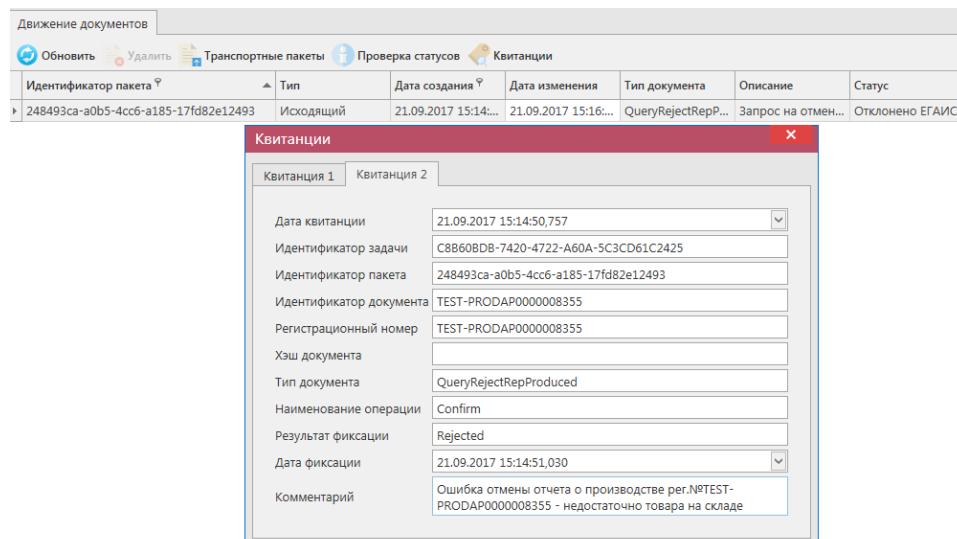 Движение документов
Обновить Удалить Транспортные пакеты Проверка статусов Квитанции
Идентификатор пакета Тип Дата создания Дата изменения Тип документа Описание Статус
248493ca-a0b5-4cc6-a185-17fd82e12493 Исходящий 21.09.2017 15:14:... 21.09.2017 15:16:... QueryRejectRepP... Запрос на отмен... Отклонено ЕГАИС
Квитанции
Квитанция 1 Квитанция 2
Дата квитанции 21.09.2017 15:14:50,757
Идентификатор задачи C8B60BDB-7420-4722-A60A-5C3CD61C2425
Идентификатор пакета 248493ca-a0b5-4cc6-a185-17fd82e12493
Идентификатор документа TEST-PRODAP0000008355
Регистрационный номер TEST-PRODAP0000008355
Хэш документа
Тип документа QueryRejectRepProduced
Наименование операции Confirm
Результат фиксации Rejected
Дата фиксации 21.09.2017 15:14:51,030
Комментарий Ошибка отмены отчета о производстве рег.№TEST-
PRODAP0000008355 - недостаточно товара на складе